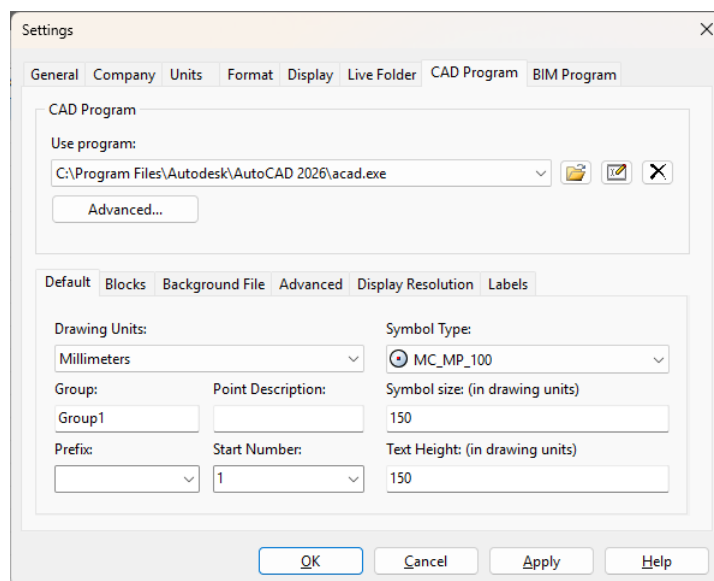 Settings
General Company Units Format Display Live Folder CAD Program BIM Program
CAD Program
Use program:
C:\Program Files\Autodesk\AutoCAD 2026\acad.exe
Advanced...
Default Blocks Background File Advanced Display Resolution Labels
Drawing Units: Symbol Type:
Millimeters MC_MP_100
Group: Point Description: Symbol size: (in drawing units)
Group1 150
Prefix: Start Number: Text Height: (in drawing units)
1 150
OK Cancel Apply Help